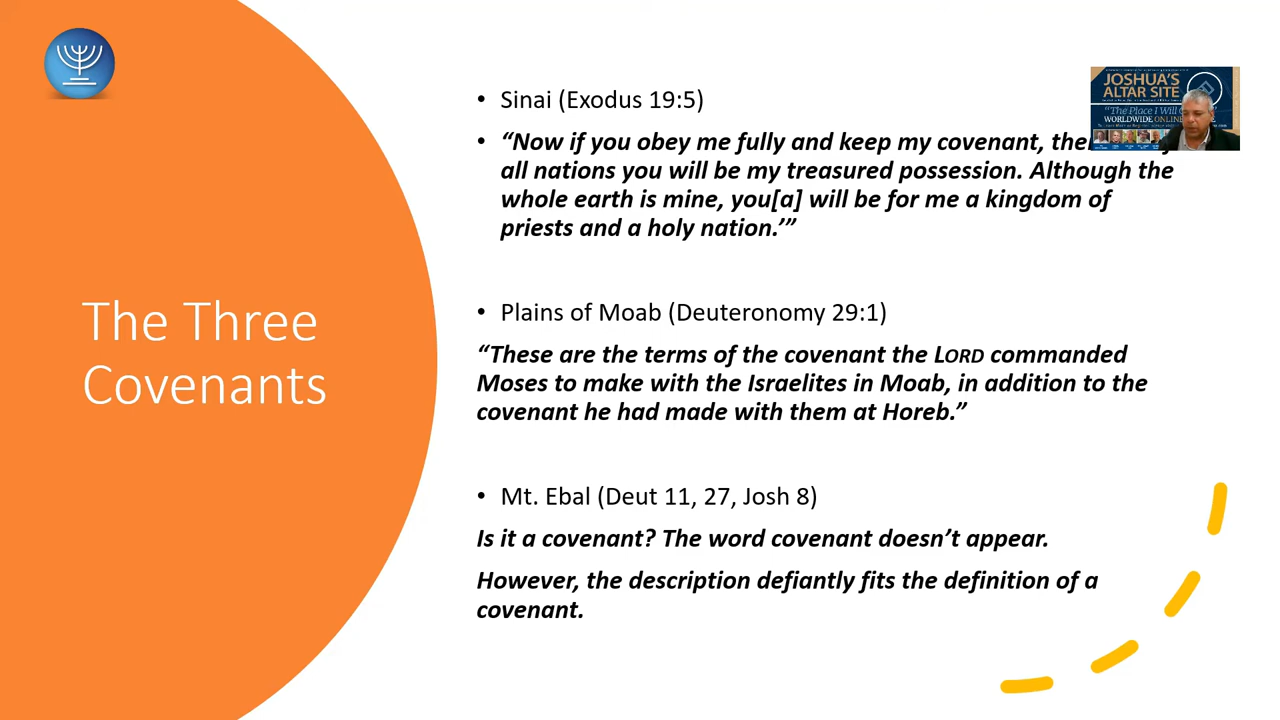 The Three
Covenants
• Sinai (Exodus 19:5)
• “Now if you obey me fully and keep my covenant,
all nations you will be my treasured possession. Although the
whole earth is mine, you[a] will be for me a kingdom of
priests and a holy nation.’”
• Plains of Moab (Deuteronomy 29:1)
“These are the terms of the covenant the LORD commanded
Moses to make with the Israelites in Moab, in addition to the
covenant he had made with them at Horeb.”
• Mt. Ebal (Deut 11, 27, Josh 8)
Is it a covenant? The word covenant doesn’t appear.
However, the description defiantly fits the definition of a
covenant.
JOSHUA'S
ALTAR SITE
"The Place I Will
WORLDWIDE ONLINE